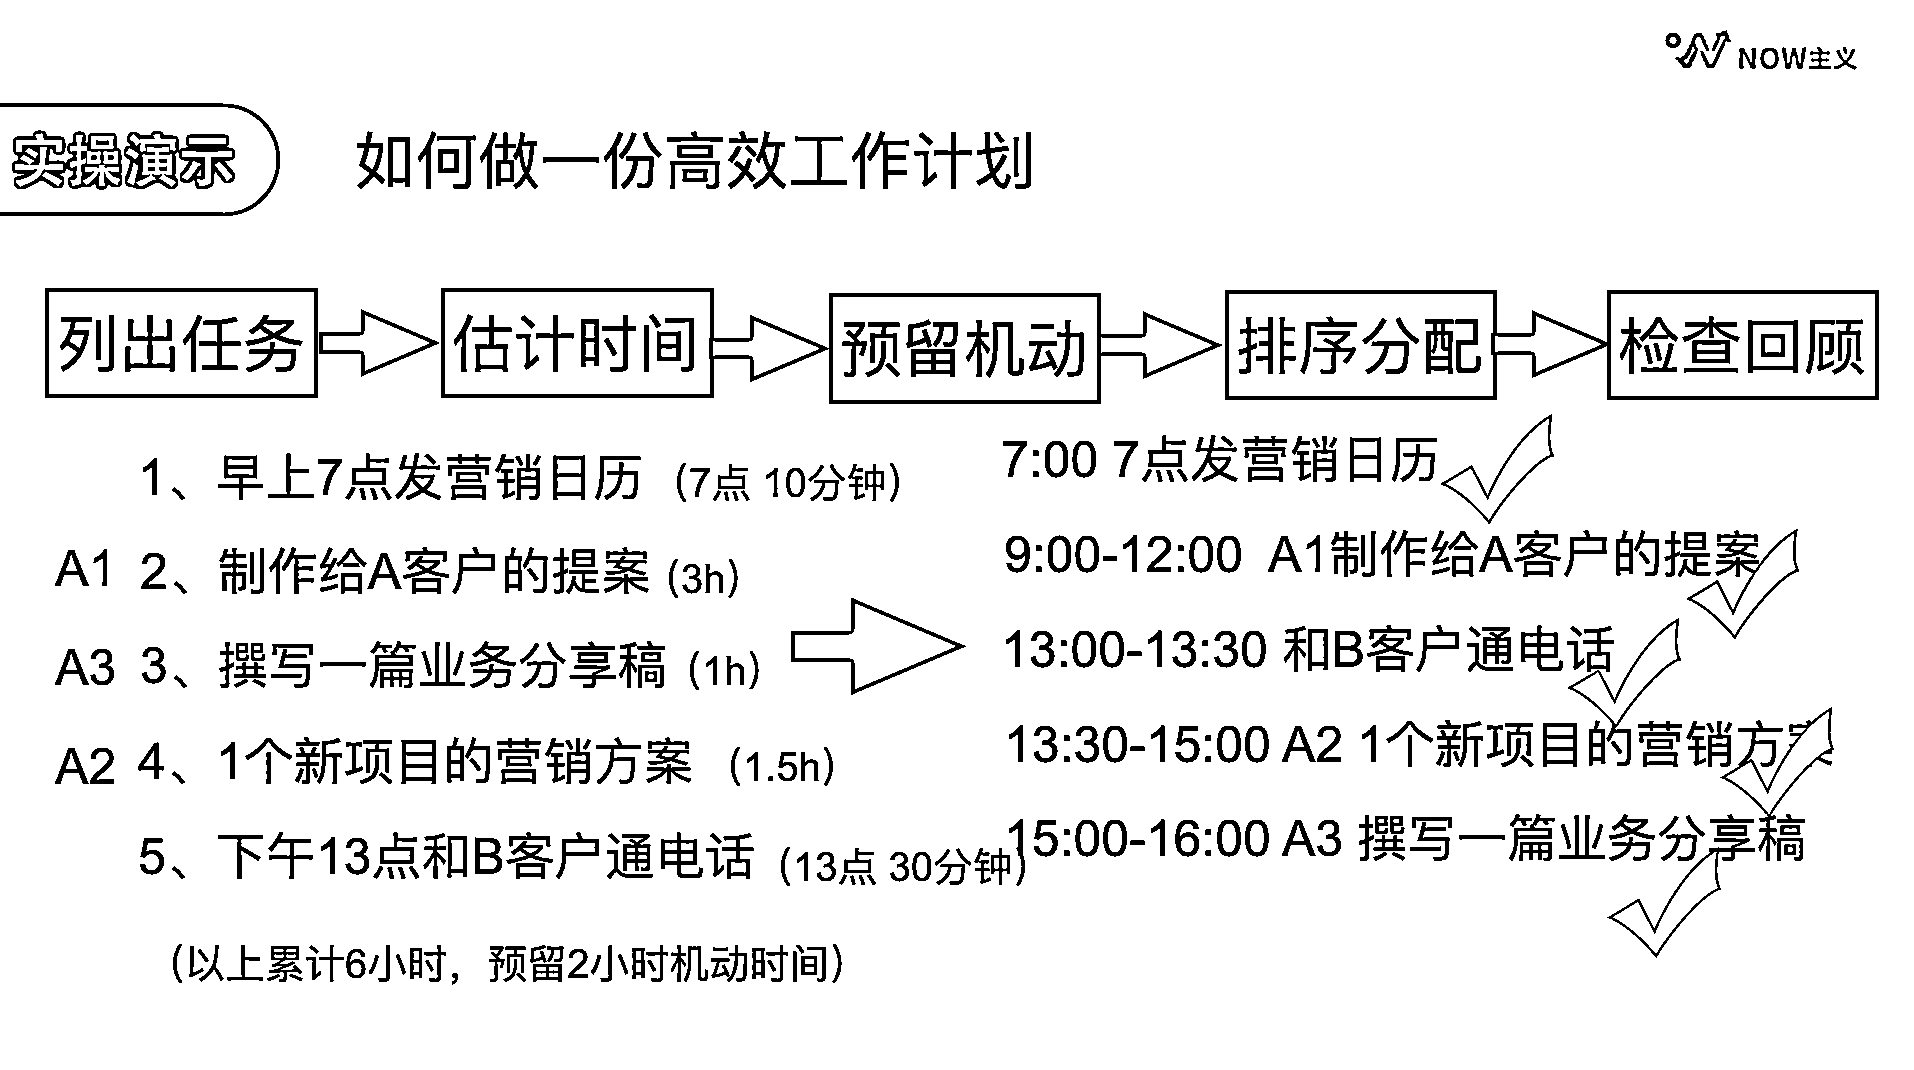 NOW主义
实操演示
如何做一份高效工作计划
列出任务
估计时间
预留机动
排序分配
检查回顾
1、早上7点发营销日历（7点 10分钟）
A1 2、制作给A客户的提案（3h）
A3 3、撰写一篇业务分享稿（1h）
A2 4、1个新项目的营销方案（1.5h）
5、下午13点和B客户通电话（13点 30分钟）
（以上累计6小时，预留2小时机动时间）
7:00 7点发营销日历
9:00-12:00 A1制作给A客户的提案
13:00-13:30 和B客户通电话
13:30-15:00 A2 1个新项目的营销方案
15:00-16:00 A3 撰写一篇业务分享稿